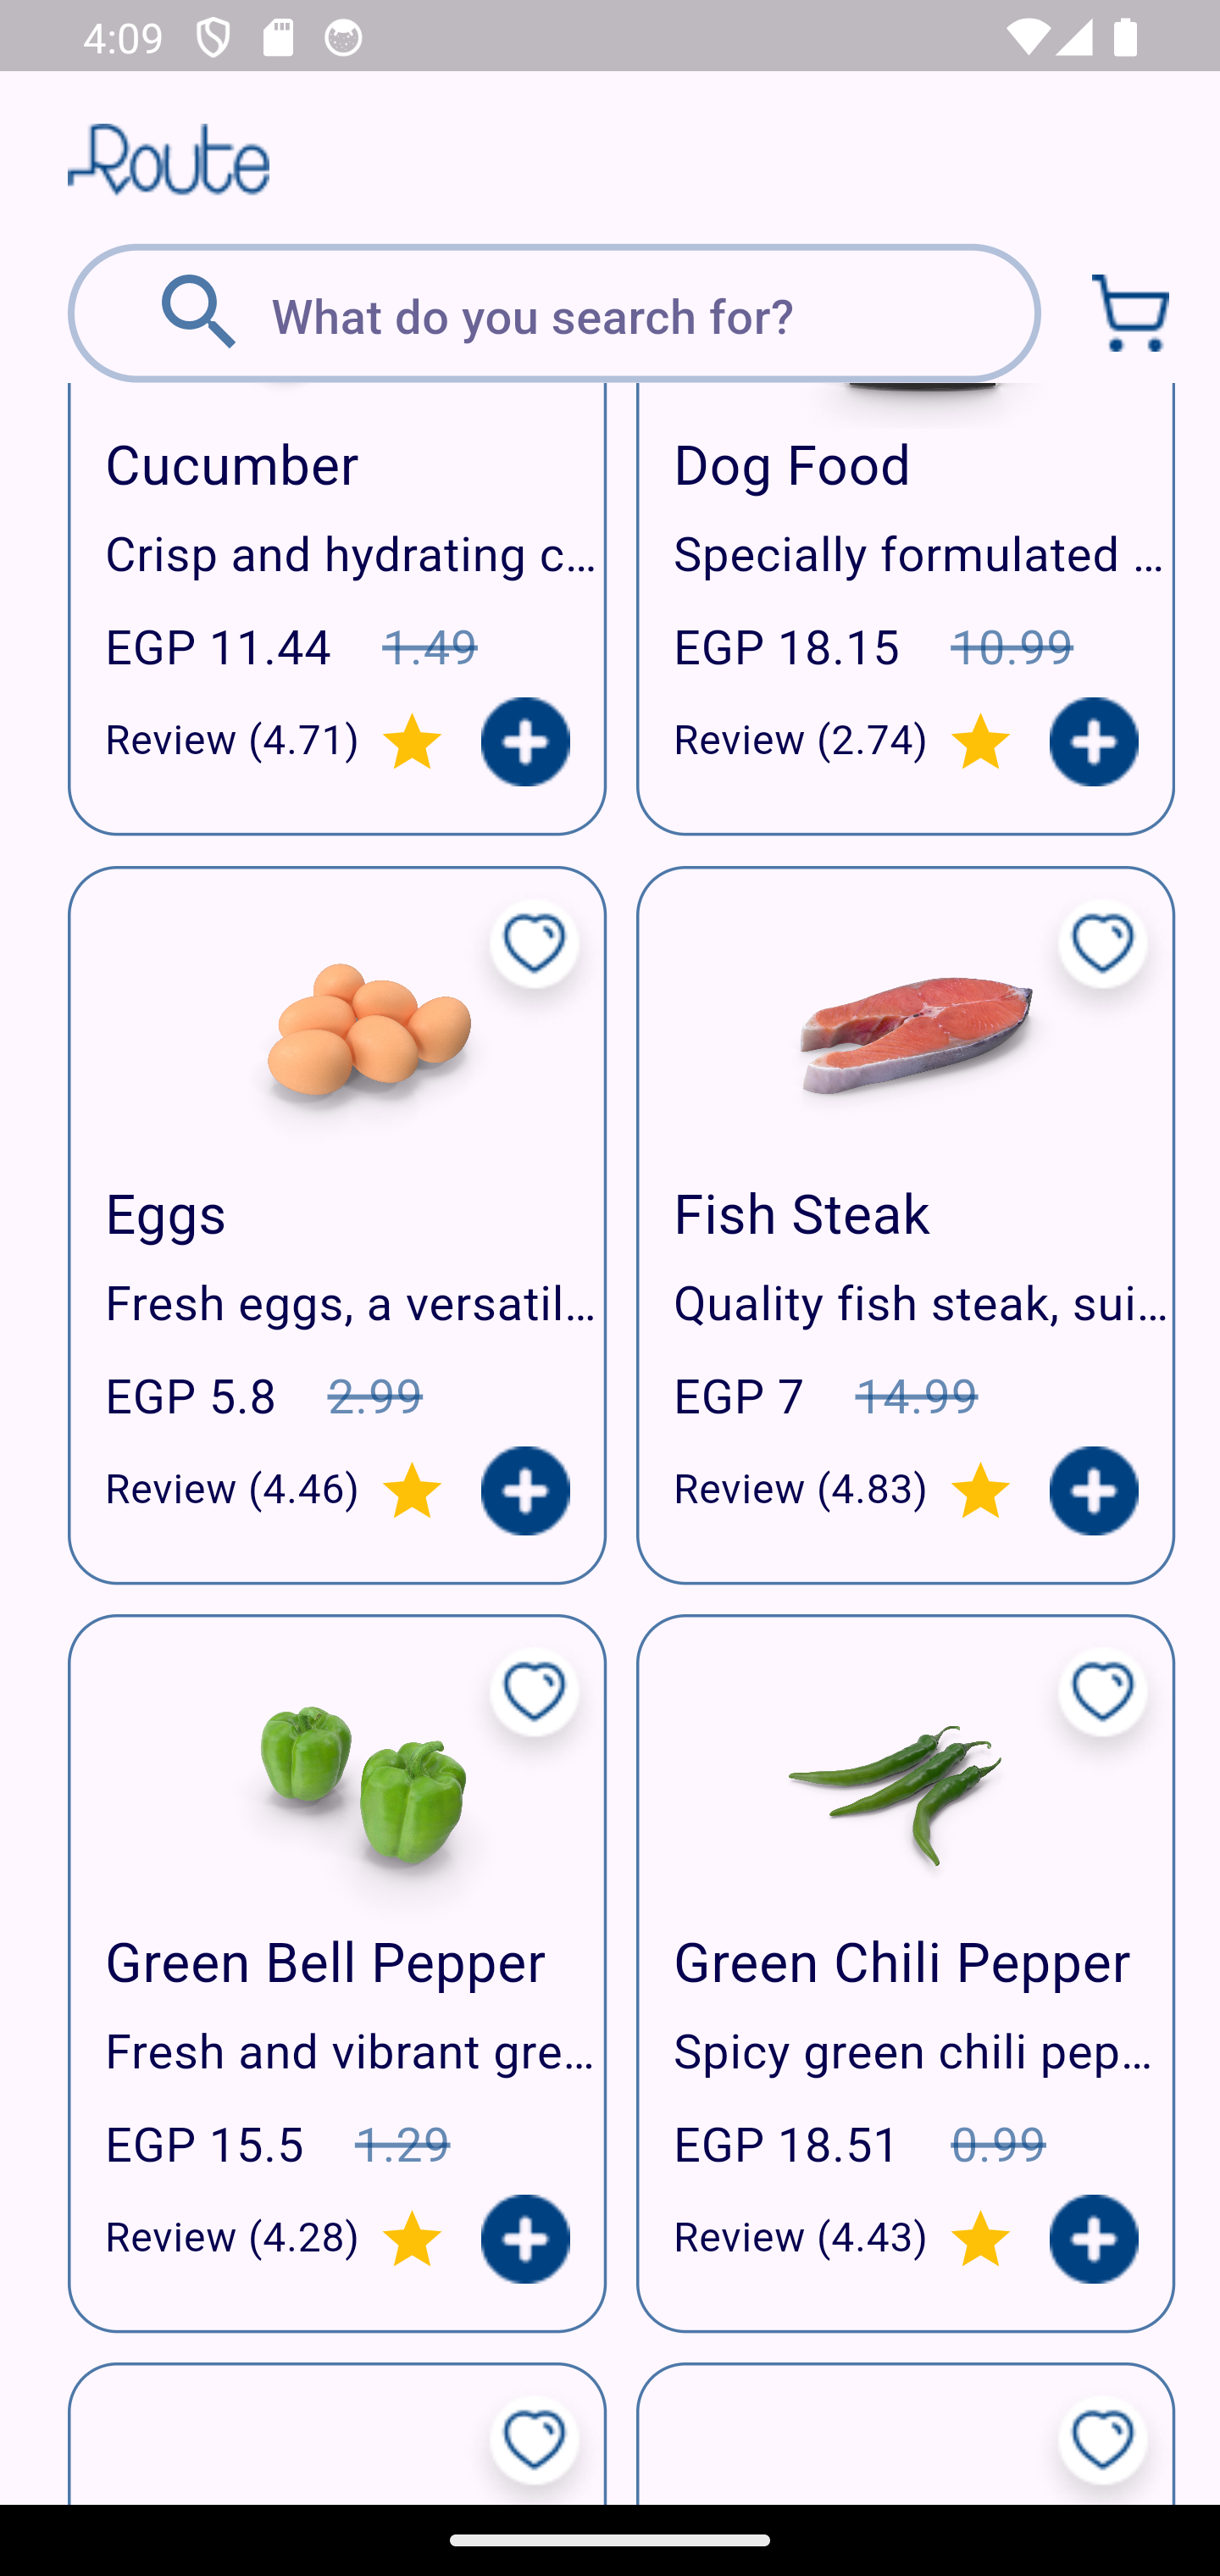 4:09
Route
What do you search for?
Cucumber
Crisp and hydrating c...
EGP 11.44 1.49
Review (4.71)
Dog Food
Specially formulated ...
EGP 18.15 10.99
Review (2.74)
Eggs
Fresh eggs, a versatil...
EGP 5.8 2.99
Review (4.46)
Fish Steak
Quality fish steak, sui...
EGP 7 14.99
Review (4.83)
Green Bell Pepper
Fresh and vibrant gre...
EGP 15.5 1.29
Review (4.28)
Green Chili Pepper
Spicy green chili pep...
EGP 18.51 0.99
Review (4.43)